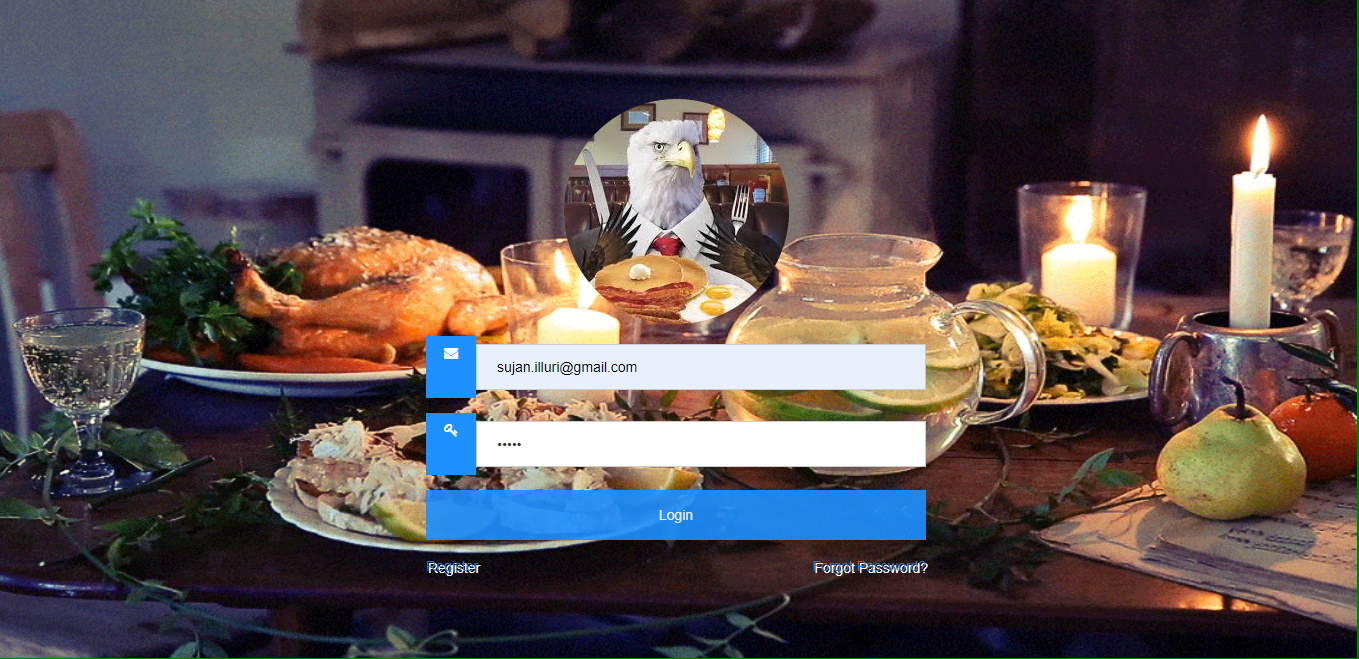 sujan.illuri@gmail.com
•••••
Login
Register
Forgot Password?